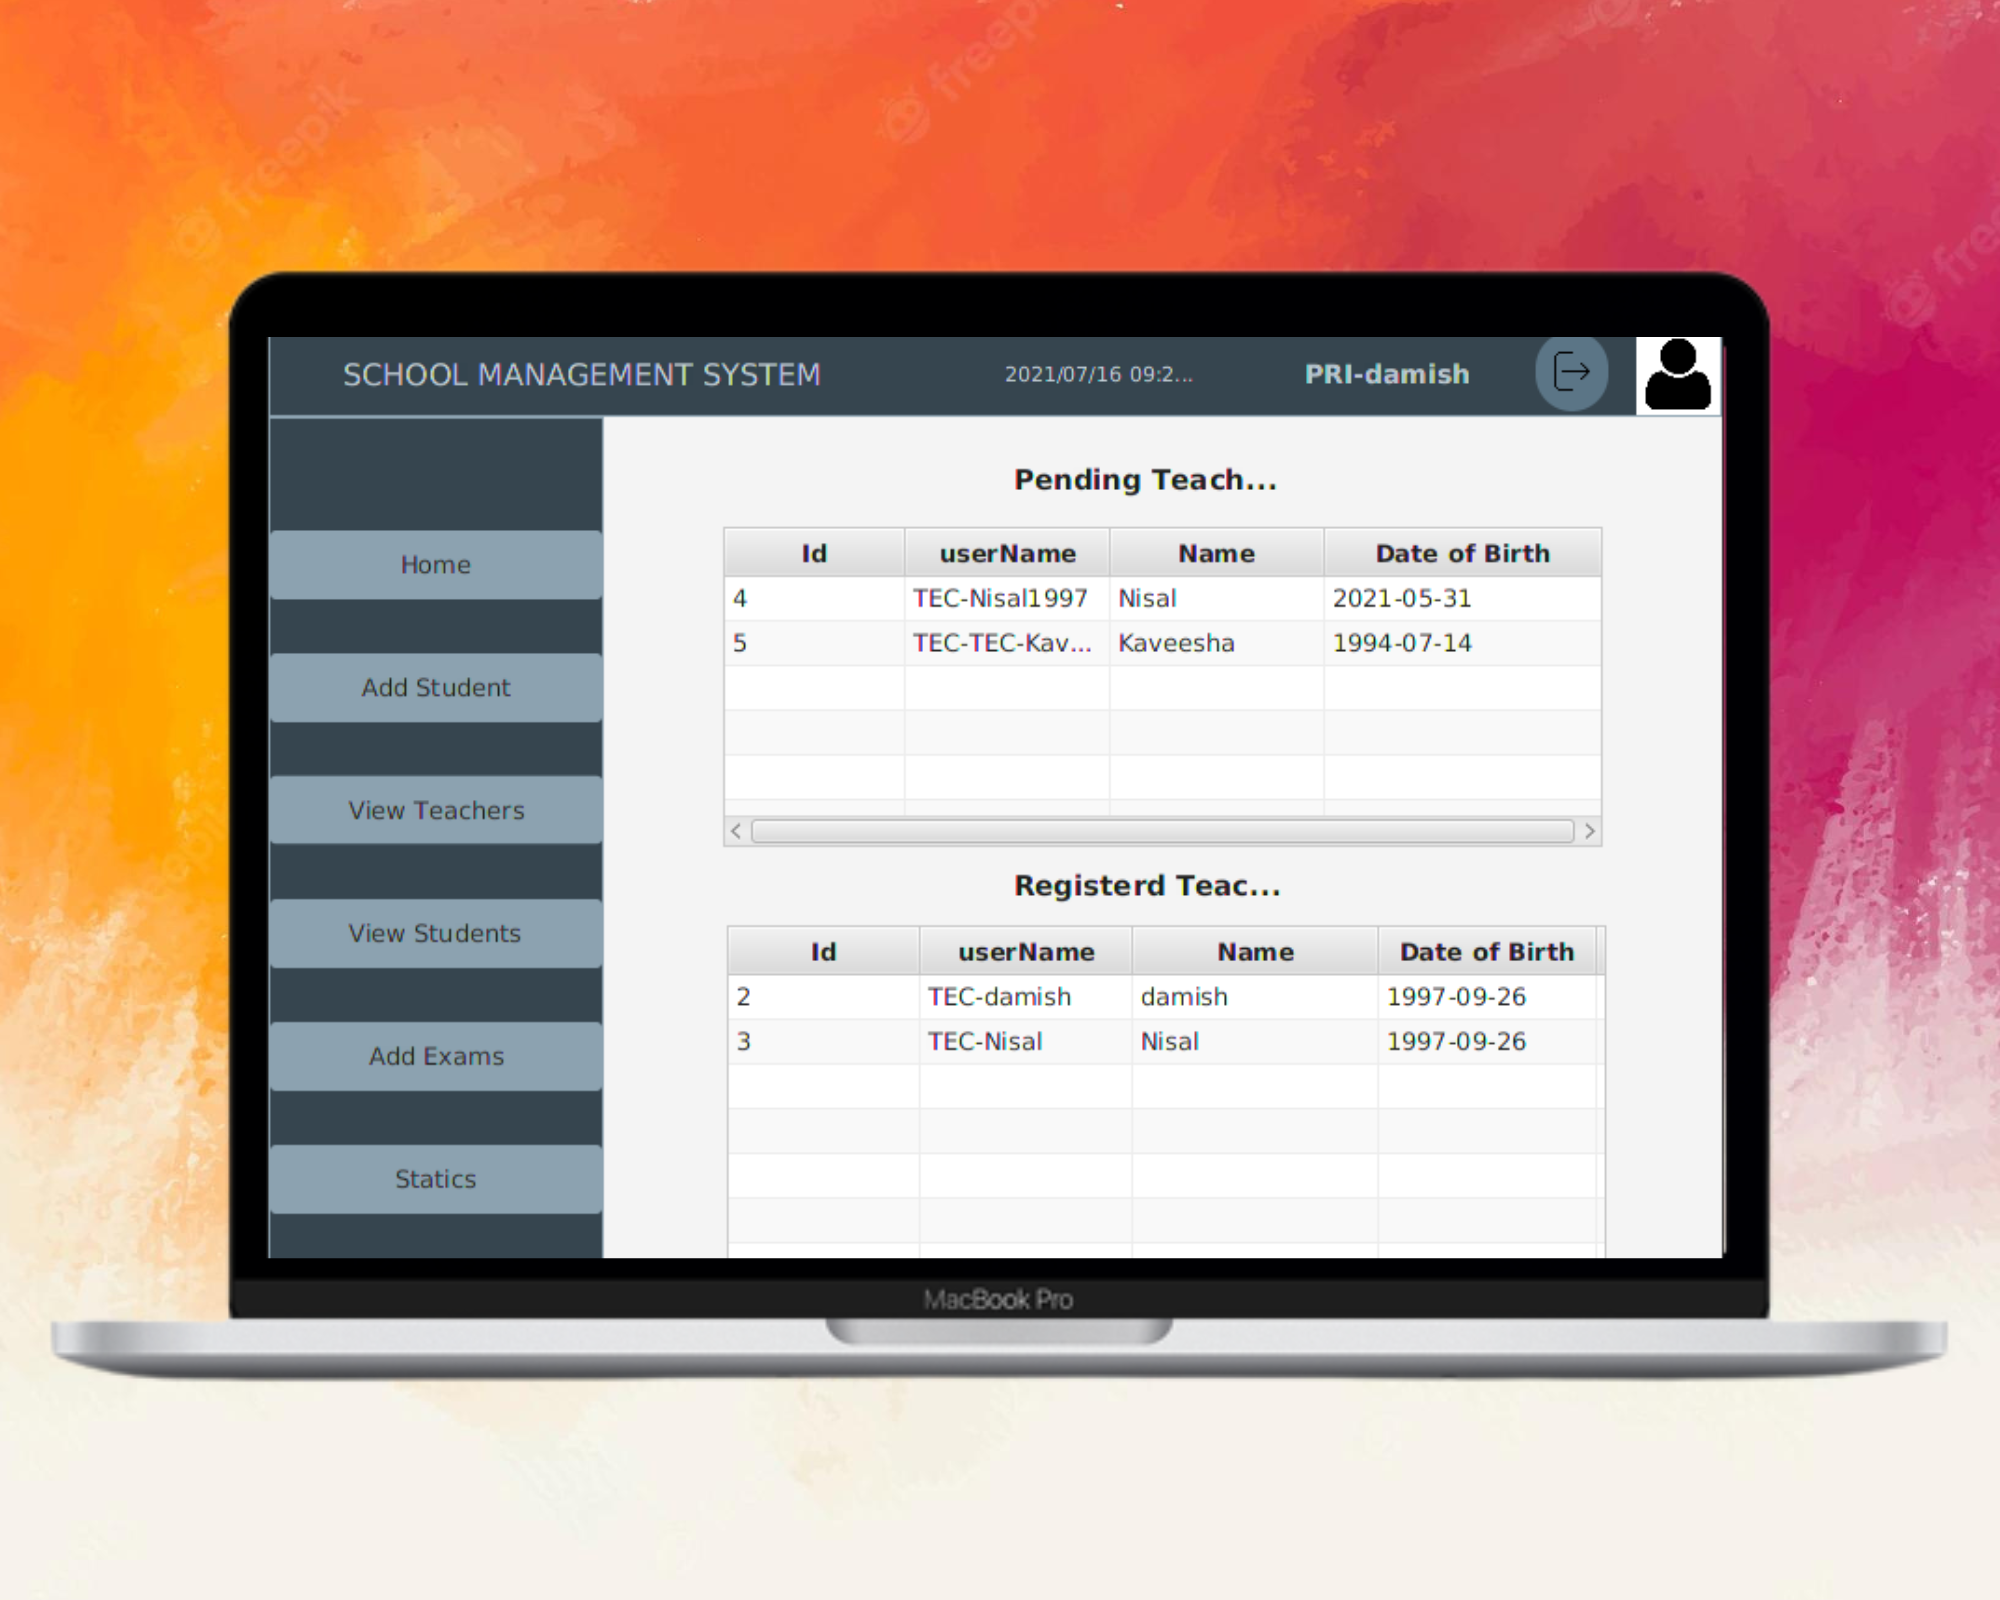 freepik
freepik
SCHOOL MANAGEMENT SYSTEM
2021/07/16 09:2...
PRI-damish
Home
Add Student
View Teachers
View Students
Add Exams
Statics
Pending Teach...
Id userName Name Date of Birth
4 TEC-Nisal1997 Nisal 2021-05-31
5 TEC-TEC-Kav... Kaveesha 1994-07-14
Registerd Teac...
Id userName Name Date of Birth
2 TEC-damish damish 1997-09-26
3 TEC-Nisal Nisal 1997-09-26
MacBook Pro